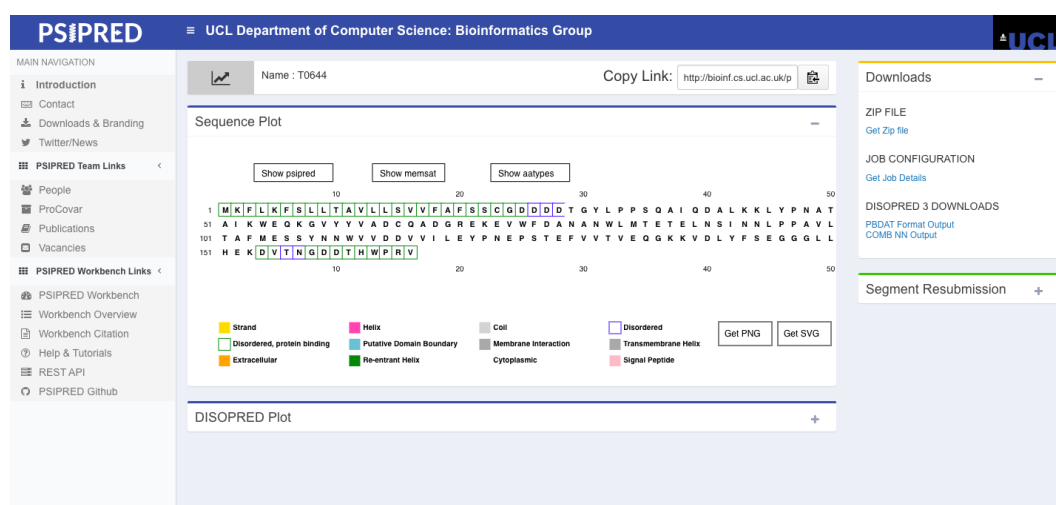 PSIPRED
≡ UCL Department of Computer Science: Bioinformatics Group
UCL
MAIN NAVIGATION
Introduction
Contact
Downloads & Branding
Twitter/News
PSIPRED Team Links
People
ProCovar
Publications
Vacancies
PSIPRED Workbench Links
PSIPRED Workbench
Workbench Overview
Workbench Citation
Help & Tutorials
REST API
PSIPRED Github
Name : T0644
Copy Link: http://bioinf.cs.ucl.ac.uk/p
Sequence Plot
Show psipred Show memsat Show aatypes
10 20 30 40 50
1 M K F L K F S L L T A V L L S V V F A F S S C G D D D D T G Y L P P S Q A I Q D A L K K L Y P N A T
51 A I K W E Q K G V Y Y V A D C Q A D G R E K E V W F D A N A N W L M T E T E L N S I N N L P P A V L
101 T A F M E S S Y N N W V V D D V V I L E Y P N E P S T E F V V T V E Q G K K V D L Y F S E G G G L L
151 H E K D V T N G D D T H W P R V
10 20 30 40 50
Strand Helix Coil Disordered
Disordered, protein binding Putative Domain Boundary Membrane Interaction Transmembrane Helix
Extracellular Re-entrant Helix Cytoplasmic Signal Peptide
Get PNG Get SVG
DISOPRED Plot
Downloads
ZIP FILE
Get Zip file
JOB CONFIGURATION
Get Job Details
DISOPRED 3 DOWNLOADS
PBDAT Format Output
COMB NN Output
Segment Resubmission